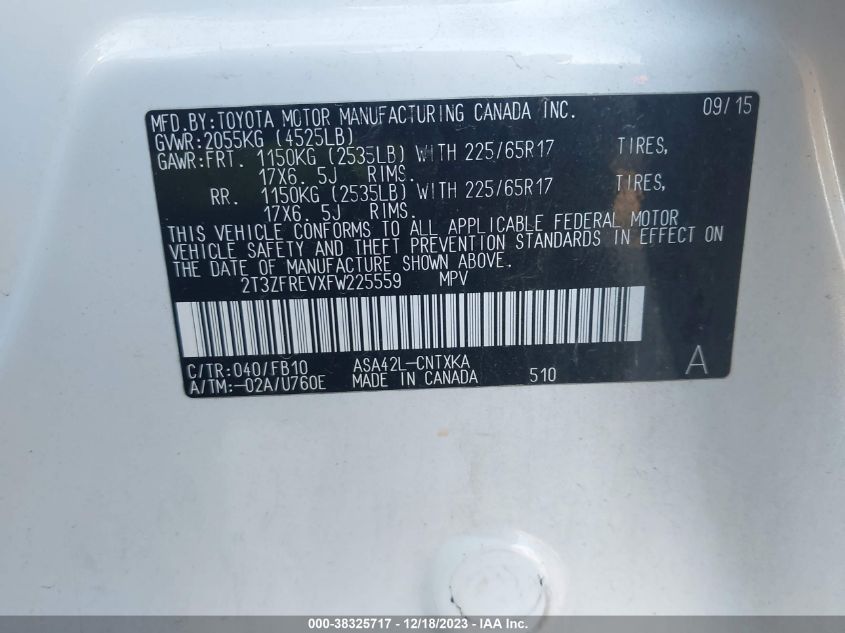 MFD.BY:TOYOTA MOTOR MANUFACTURING CANADA INC. 09/15
GVWR:2055KG (4525LB)
GAWR:FRT. 1150KG (2535LB) WITH 225/65R17 TIRES,
17X6.5J RIMS.
RR. 1150KG (2535LB) WITH 225/65R17 TIRES,
17X6.5J RIMS.
THIS VEHICLE CONFORMS TO ALL APPLICABLE FEDERAL MOTOR
VEHICLE SAFETY AND THEFT PREVENTION STANDARDS IN EFFECT ON
THE DATE OF MANUFACTURE SHOWN ABOVE.
2T3ZFREVXFW225559 MPV
C/TR:040/FB10 ASA42L-CNTXKA A
A/TM:-02A/U760E MADE IN CANADA 510
000-38325717 - 12/18/2023 - IAA Inc.